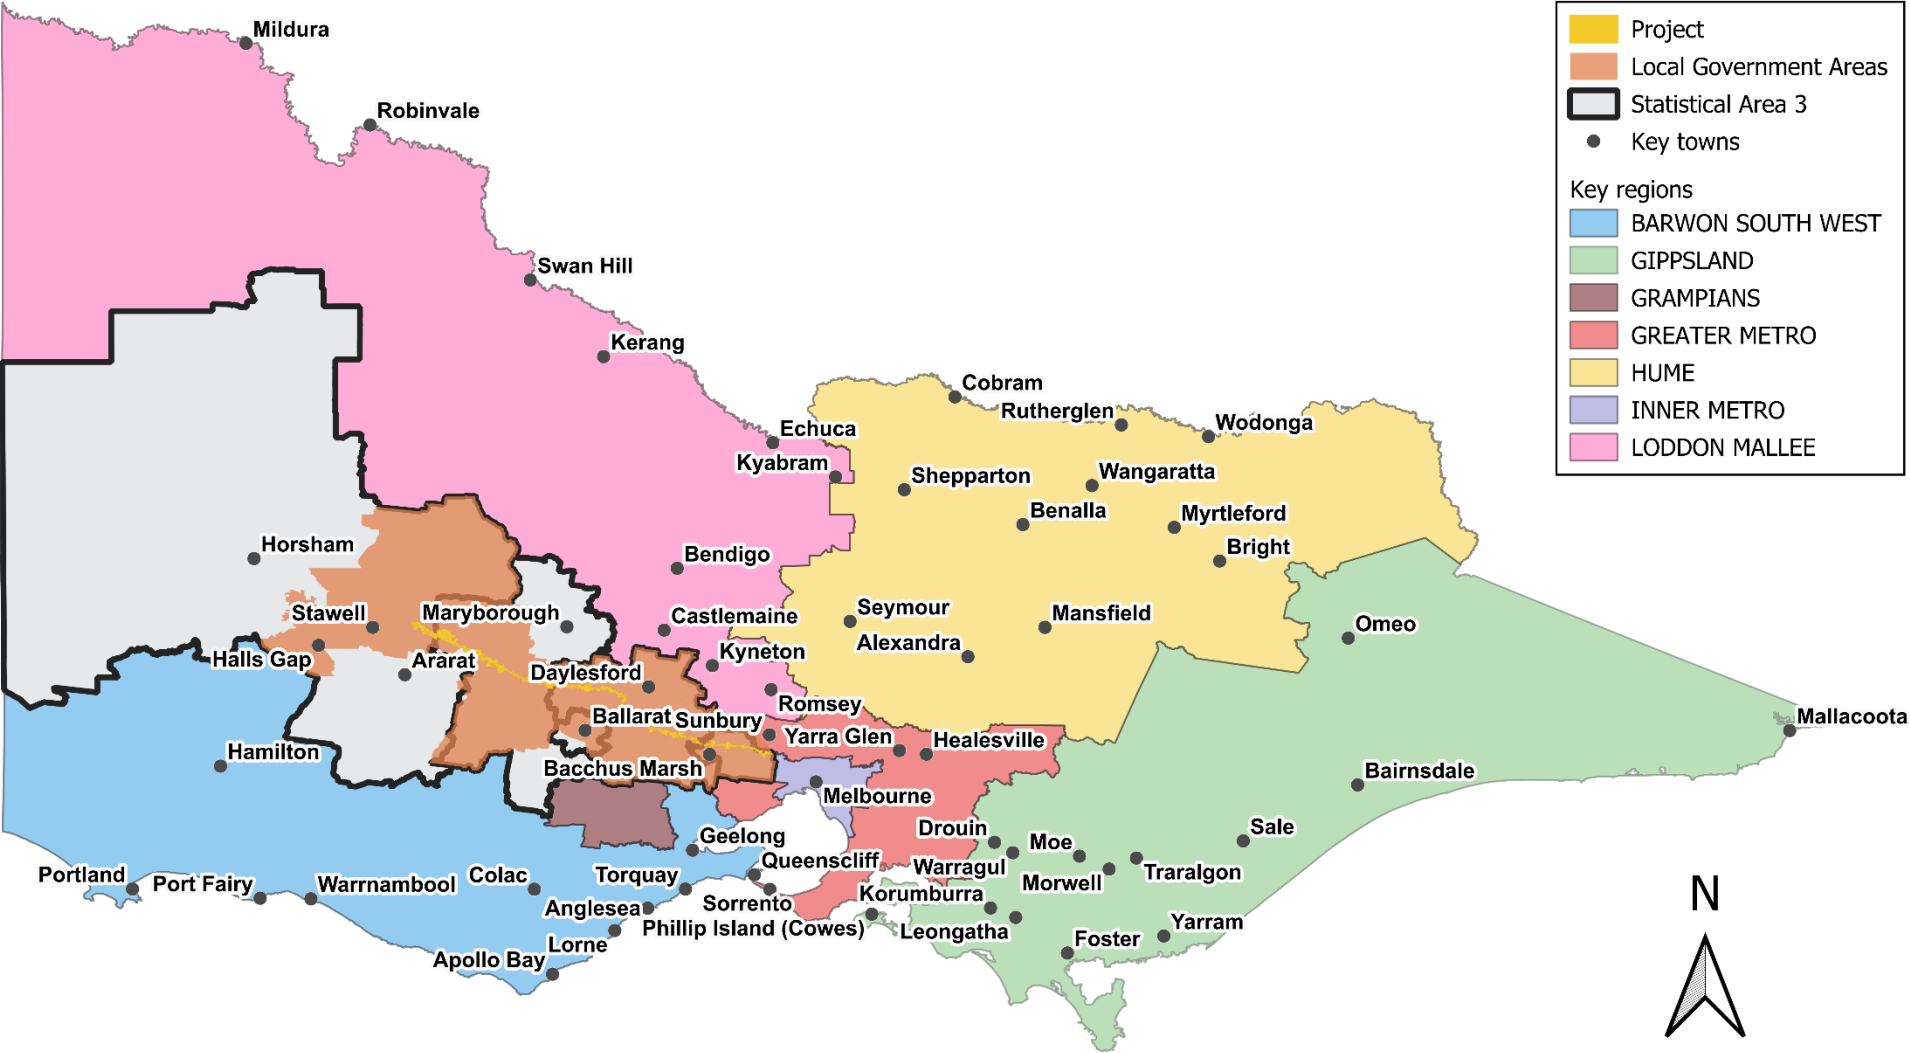 Mildura
Robinvale
Swan Hill
Kerang
Echuca
Kyabram
Cobram
Rutherglen
Wodonga
Shepparton
Wangaratta
Benalla
Myrtleford
Bright
Horsham
Bendigo
Stawell
Maryborough
Castlemaine
Seymour
Mansfield
Omeo
Alexandra
Halls Gap
Ararat
Kyneton
Daylesford
Romsey
Ballarat
Sunbury
Yarra Glen
Healesville
Mallacoota
Hamilton
Bacchus Marsh
Melbourne
Bairnsdale
Geelong
Drouin
Moe
Sale
Queenscliff
Warragul
Portland
Port Fairy
Warrnambool
Colac
Torquay
Morwell
Traralgon
Sorrento
Korumburra
Anglesea
Phillip Island (Cowes)
Leongatha
Yarram
Lorne
Foster
Apollo Bay
Project
Local Government Areas
Statistical Area 3
Key towns
Key regions
BARWON SOUTH WEST
GIPPSLAND
GRAMPIANS
GREATER METRO
HUME
INNER METRO
LODDON MALLEE
N